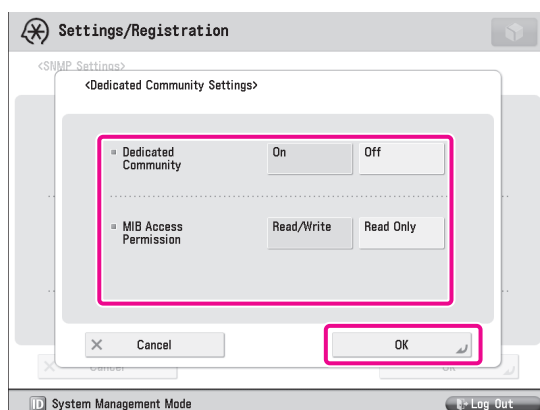 Settings/Registration
<SNMP Settings>
<Dedicated Community Settings>
Dedicated Community
On
Off
MIB Access Permission
Read/Write
Read Only
Cancel
OK
Cancel
OK
ID System Management Mode
Log Out